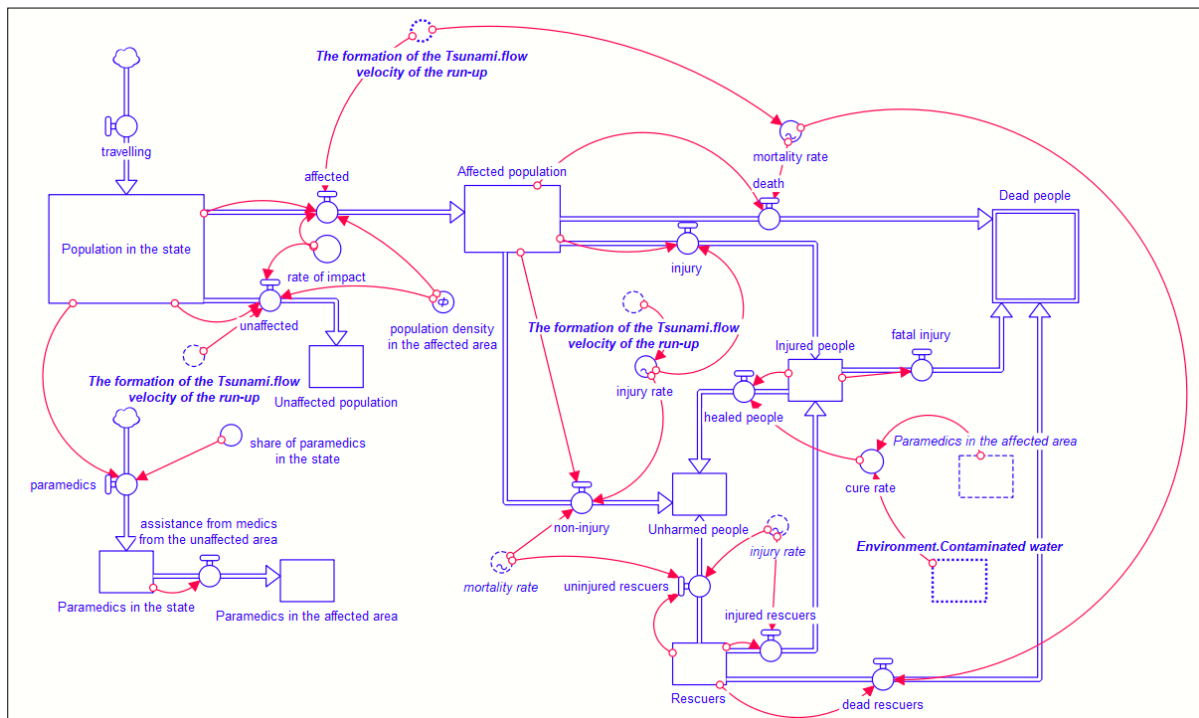 The formation of the Tsunami.flow
velocity of the run-up
travelling
affected
Affected population
mortality rate
death
Dead people
Population in the state
rate of impact
injury
unaffected
population density
in the affected area
The formation of the Tsunami.flow
velocity of the run-up
Injured people
fatal injury
The formation of the Tsunami.flow
velocity of the run-up
Unaffected population
injury rate
healed people
share of paramedics
in the state
Paramedics in the affected area
paramedics
cure rate
assistance from medics
from the unaffected area
non-injury
Unharmed people
injury rate
Environment.Contaminated water
mortality rate
uninjured rescuers
Paramedics in the state
Paramedics in the affected area
injured rescuers
Rescuers
dead rescuers